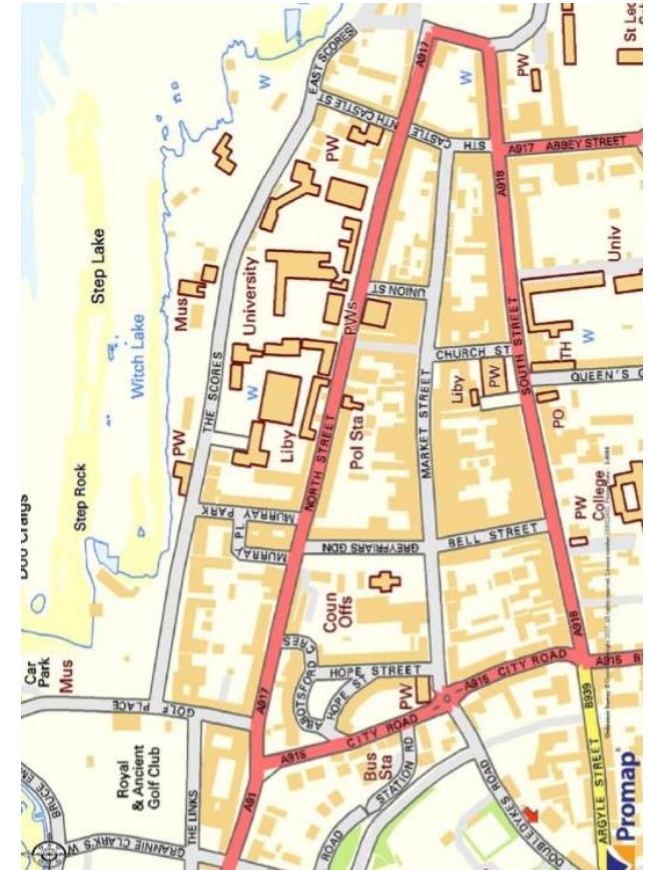 EAST SCORES
A917
St Leo
W
W
PW
NTH CASTLE ST
CASTLE
STH
PW
A917 ABBEY STREET
A918
Step Lake
University
Mus
UNION ST
Univ
Witch Lake
PWs
W
THE SCORES
W
SOUTH STREET
CHURCH ST
TH
QUEEN'S G
Liby
PW
MARKET STREET
PO
PW
Liby
Pol Sta
NORTH STREET
Step Rock
MURRAY PARK
MURRAY
PL
GREYFRIARS GDN
BELL STREET
PW
College
Doo Craigs
Coun
Offs
A916
Car
Park
Mus
ABBOTSFORD CRES
HOPE STREET
HOPE ST
CITY ROAD
A915
A915
GOLF PLACE
A917
PW
B939
CITY ROAD
A915
Bus
Sta
STATION RD
Royal
& Ancient
Golf Club
A91
THE LINKS
DOUBLEDYKES ROAD
ARGYLE STREET
BRUCE EM
GRANNIE CLARK'S W
ROAD
Promap